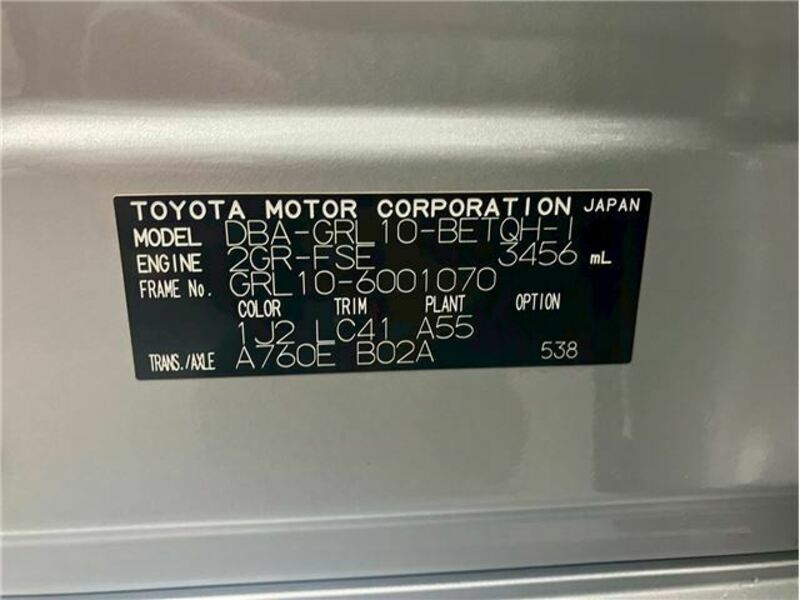 TOYOTA MOTOR CORPORATION JAPAN
MODEL DBA-GRL10-BETQH-I
ENGINE 2GR-FSE 3456 mL
FRAME No. GRL10-6001070
COLOR TRIM PLANT OPTION
1J2 LC41 A55
TRANS./AXLE A760E B02A 538